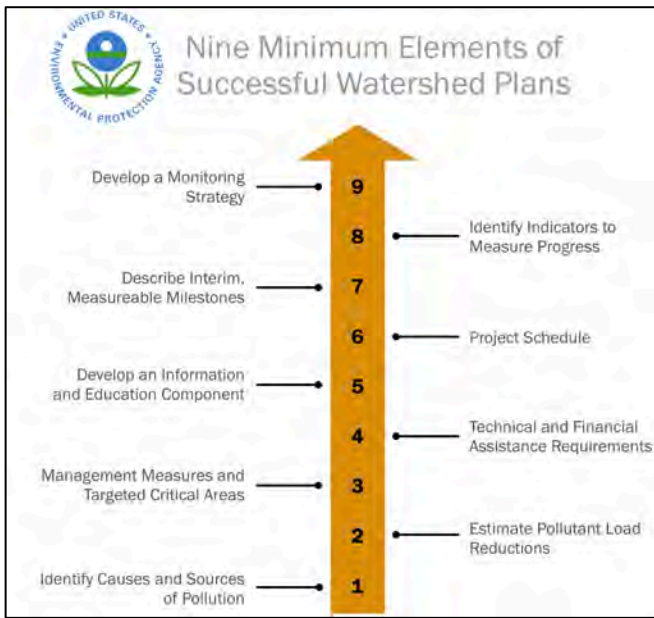 UNITED STATES
ENVIRONMENTAL PROTECTION AGENCY
Nine Minimum Elements of
Successful Watershed Plans
Develop a Monitoring
Strategy
9
8
Identify Indicators to
Measure Progress
Describe Interim,
Measureable Milestones
7
6
Project Schedule
Develop an Information
and Education Component
5
4
Technical and Financial
Assistance Requirements
Management Measures and
Targeted Critical Areas
3
2
Estimate Pollutant Load
Reductions
Identify Causes and Sources
of Pollution
1